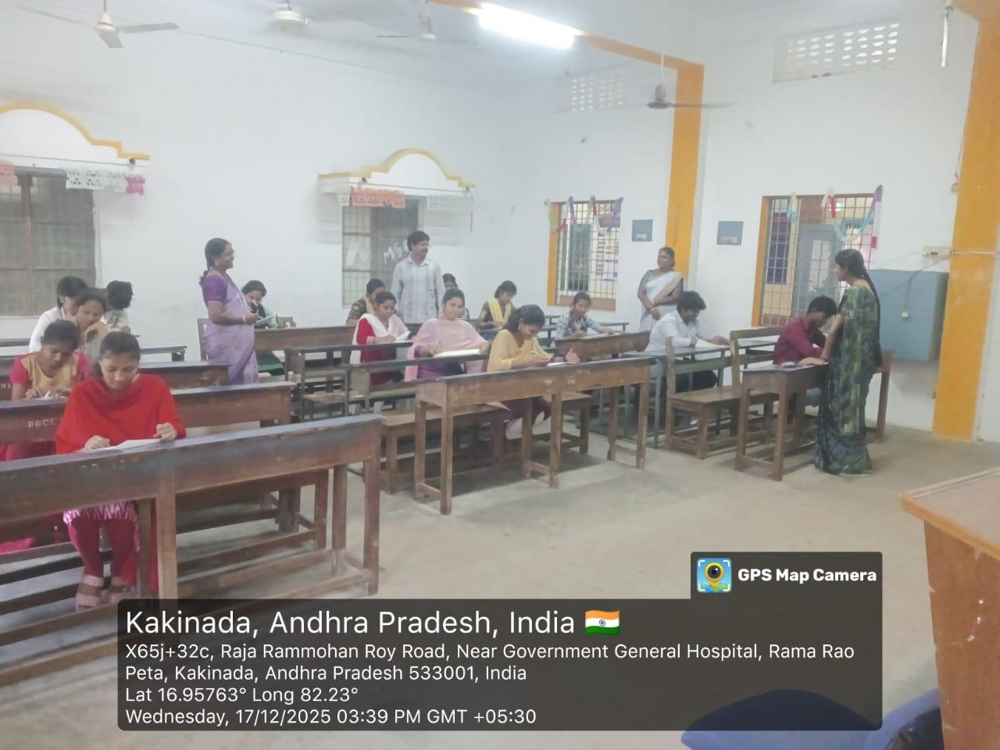 MSC
PRCC
GPS Map Camera
Kakinada, Andhra Pradesh, India
X65j+32c, Raja Rammohan Roy Road, Near Government General Hospital, Rama Rao
Peta, Kakinada, Andhra Pradesh 533001, India
Lat 16.95763° Long 82.23°
Wednesday, 17/12/2025 03:39 PM GMT +05:30